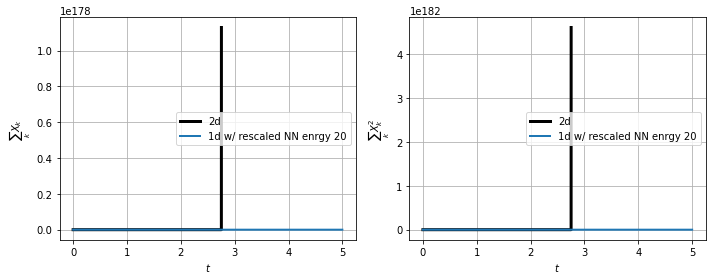 1e178
1.0
0.8
0.6
0.4
0.2
0.0
∑ₖ Xₖ
2d
1d w/ rescaled NN enrgy 20
0 1 2 3 4 5
t
1e182
4
3
2
1
0
∑ₖ Xₖ²
2d
1d w/ rescaled NN enrgy 20
0 1 2 3 4 5
t